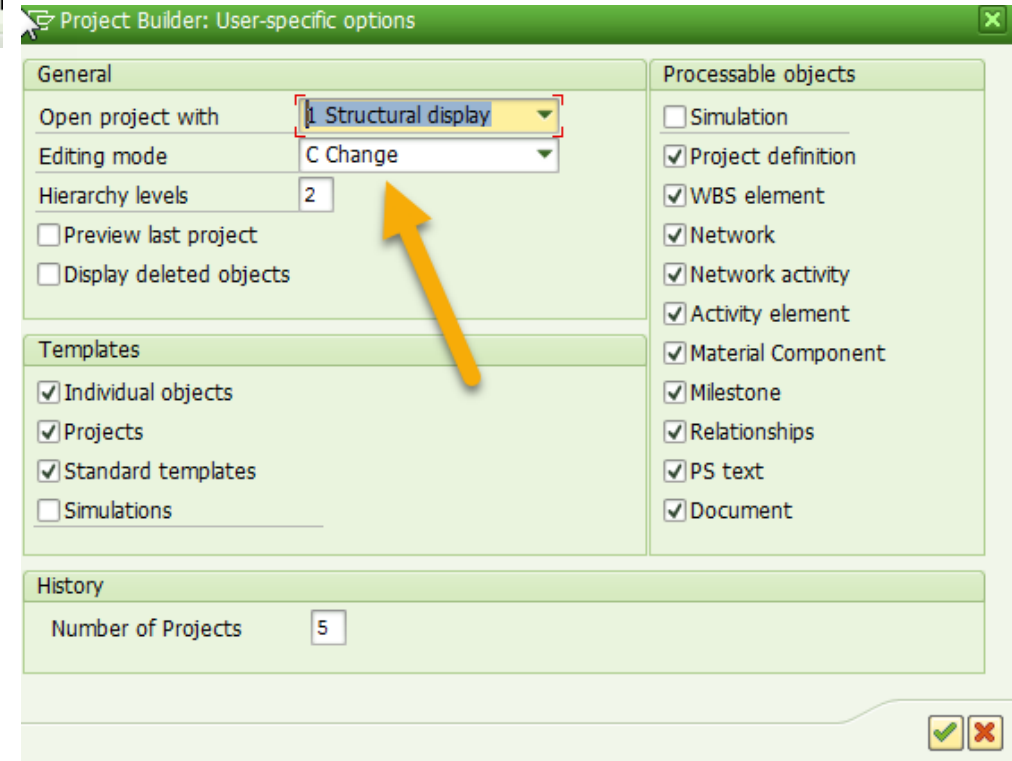 Project Builder: User-specific options
General
Open project with 1 Structural display
Editing mode C Change
Hierarchy levels 2
Preview last project
Display deleted objects
Templates
Individual objects
Projects
Standard templates
Simulations
Processable objects
Simulation
Project definition
WBS element
Network
Network activity
Activity element
Material Component
Milestone
Relationships
PS text
Document
History
Number of Projects 5